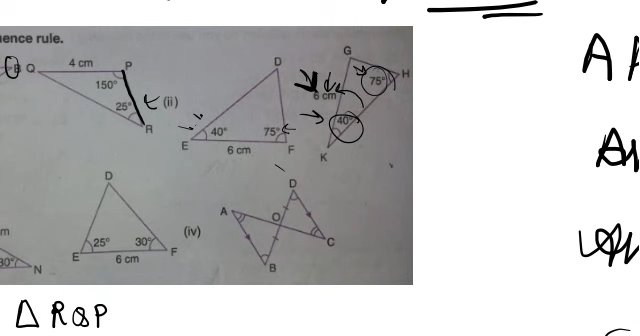 ence rule.
B Q 4 cm P
150°
25°
R
(ii)
D
40° 75°
E 6 cm F
G
H
75°
6 cm
40°
K
D
25° 30°
E 6 cm F
m
30° N
(iv)
A D
O
C
B
Δ RQP
A